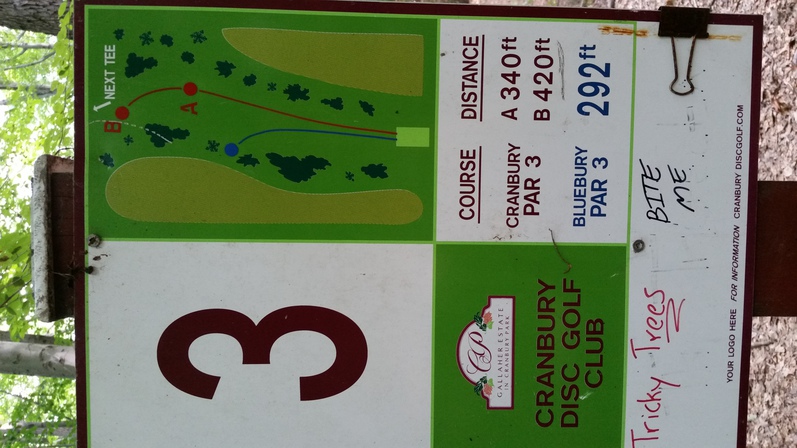 3
B
NEXT TEE
A
CP
GALLAHER ESTATE
IN CRANBURY PARK
CRANBURY
DISC GOLF
CLUB
COURSE DISTANCE
CRANBURY
PAR 3
A 340ft
B 420ft
BLUEBURY
PAR 3
292ft
Tricky Trees
BITE
ME
YOUR LOGO HERE FOR INFORMATION CRANBURY DISCGOLF.COM